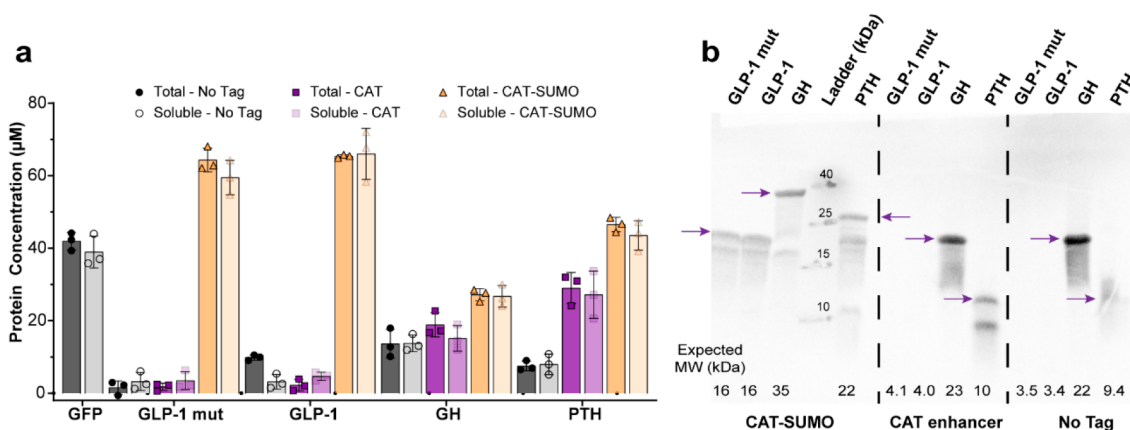 a
Total - No Tag
Soluble - No Tag
Total - CAT
Soluble - CAT
Total - CAT-SUMO
Soluble - CAT-SUMO
Protein Concentration (µM)
80
60
40
20
0
GFP
GLP-1 mut
GLP-1
GH
PTH
b
GLP-1 mut
GLP-1
GH
Ladder (kDa)
PTH
GLP-1 mut
GLP-1
GH
PTH
GLP-1 mut
GLP-1
GH
PTH
40
25
20
15
10
Expected
MW (kDa)
16 16 35 22 4.1 4.0 23 10 3.5 3.4 22 9.4
CAT-SUMO CAT enhancer No Tag